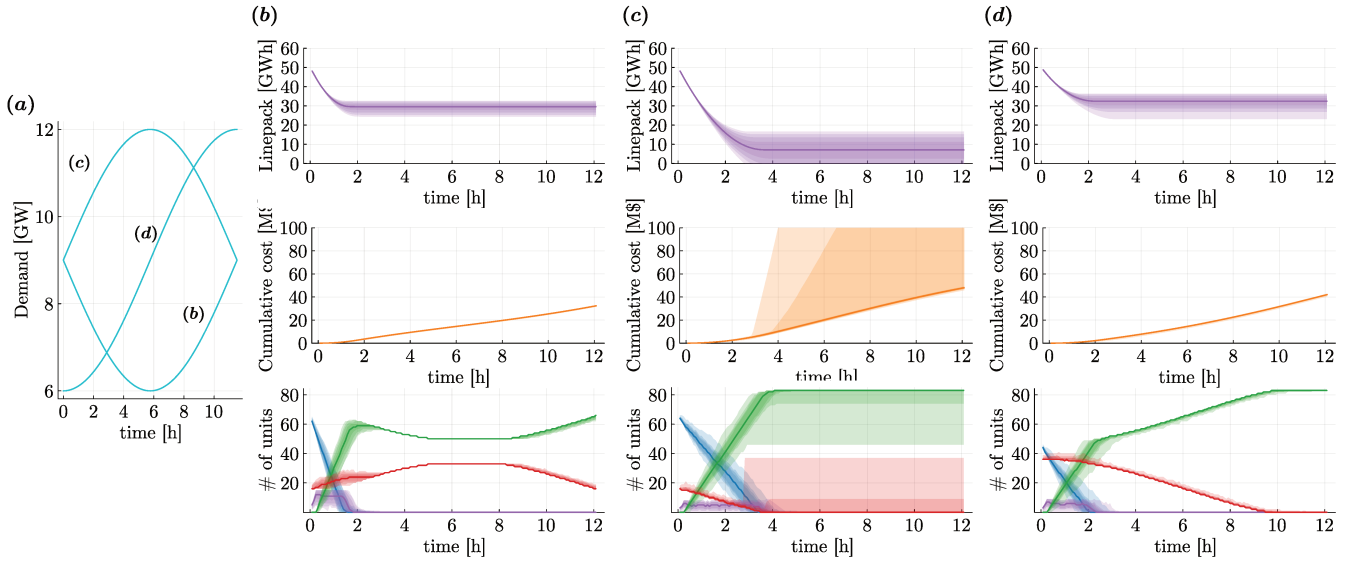 (a)
12
10
8
6
Demand [GW]
(c)
(d)
(b)
0 2 4 6 8 10
time [h]
(b)
60
50
40
30
20
10
0
Linepack [GWh]
0 2 4 6 8 10 12
time [h]
100
80
60
40
20
0
Cumulative cost [M$
0 2 4 6 8 10 12
time [h]
80
60
40
20
# of units
0 2 4 6 8 10 12
time [h]
(c)
60
50
40
30
20
10
0
Linepack [GWh]
0 2 4 6 8 10 12
time [h]
100
80
60
40
20
0
Cumulative cost [M$]
0 2 4 6 8 10 12
time [h]
80
60
40
20
# of units
0 2 4 6 8 10 12
time [h]
(d)
60
50
40
30
20
10
0
Linepack [GWh]
0 2 4 6 8 10 12
time [h]
100
80
60
40
20
0
Cumulative cost [M$]
0 2 4 6 8 10 12
time [h]
80
60
40
20
# of units
0 2 4 6 8 10 12
time [h]